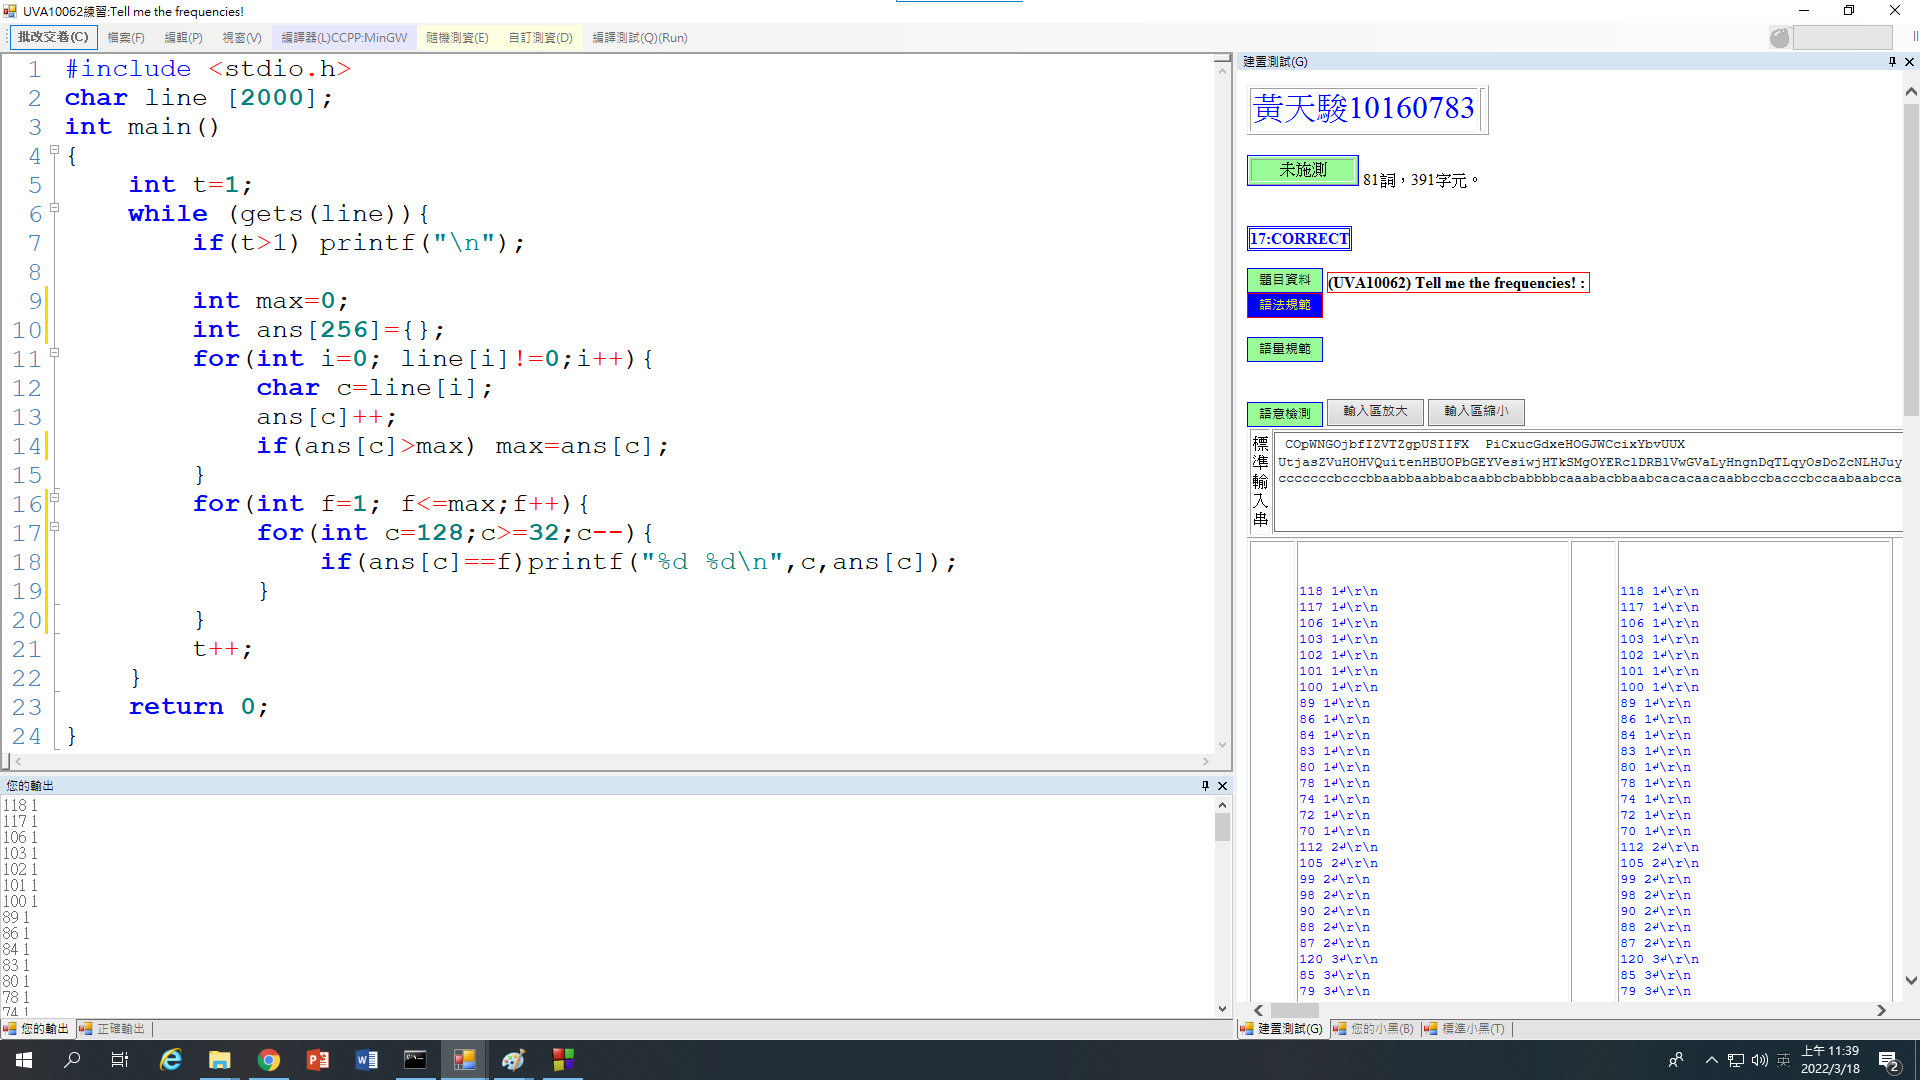 UVA10062練習:Tell me the frequencies!
批改交卷(C) 檔案(F) 編輯(P) 視窗(V) 編譯器(L)CCPP:MinGW 隨機測資(E) 自訂測資(D) 編譯測試(Q)(Run)
1 #include <stdio.h>
2 char line [2000];
3 int main()
4 {
5 int t=1;
6 while (gets(line)){
7 if(t>1) printf("\n");
8
9 int max=0;
10 int ans[256]={};
11 for(int i=0; line[i]!=0;i++){
12 char c=line[i];
13 ans[c]++;
14 if(ans[c]>max) max=ans[c];
15 }
16 for(int f=1; f<=max;f++){
17 for(int c=128;c>=32;c--){
18 if(ans[c]==f)printf("%d %d\n",c,ans[c]);
19 }
20 }
21 t++;
22 }
23 return 0;
24 }
您的輸出
118 1
117 1
106 1
103 1
102 1
101 1
100 1
89 1
86 1
84 1
83 1
80 1
78 1
74 1
您的輸出 正確輸出
建置測試(G)
黃天駿10160783
未施測 81詞，391字元。
17:CORRECT
題目資料 (UVA10062) Tell me the frequencies! :
語法規範
語量規範
語意檢測 輸入區放大 輸入區縮小
標準輸入串
COpWNGOjbfIZVTZgpUSIIFX PiCxucGdxeHOGJWCcixYbvUUX
UtjasZVuHOHVQuitenHBUOPbGEYVesiwjHTkSMgOYERclDRBlVwGVaLyHngnDqTLqyOsDoZcNLHJuy
cccccccbcccbbaabbaabbabcaabbcbabbbbcaaabacbbaabcacacaacaabbccbacccbccaabaabcca
118 1↲\r\n 118 1↲\r\n
117 1↲\r\n 117 1↲\r\n
106 1↲\r\n 106 1↲\r\n
103 1↲\r\n 103 1↲\r\n
102 1↲\r\n 102 1↲\r\n
101 1↲\r\n 101 1↲\r\n
100 1↲\r\n 100 1↲\r\n
89 1↲\r\n 89 1↲\r\n
86 1↲\r\n 86 1↲\r\n
84 1↲\r\n 84 1↲\r\n
83 1↲\r\n 83 1↲\r\n
80 1↲\r\n 80 1↲\r\n
78 1↲\r\n 78 1↲\r\n
74 1↲\r\n 74 1↲\r\n
72 1↲\r\n 72 1↲\r\n
70 1↲\r\n 70 1↲\r\n
112 2↲\r\n 112 2↲\r\n
105 2↲\r\n 105 2↲\r\n
99 2↲\r\n 99 2↲\r\n
98 2↲\r\n 98 2↲\r\n
90 2↲\r\n 90 2↲\r\n
88 2↲\r\n 88 2↲\r\n
87 2↲\r\n 87 2↲\r\n
120 3↲\r\n 120 3↲\r\n
85 3↲\r\n 85 3↲\r\n
79 3↲\r\n 79 3↲\r\n
建置測試(G) 您的小黑(B) 標準小黑(T)
英
上午 11:39
2022/3/18
2